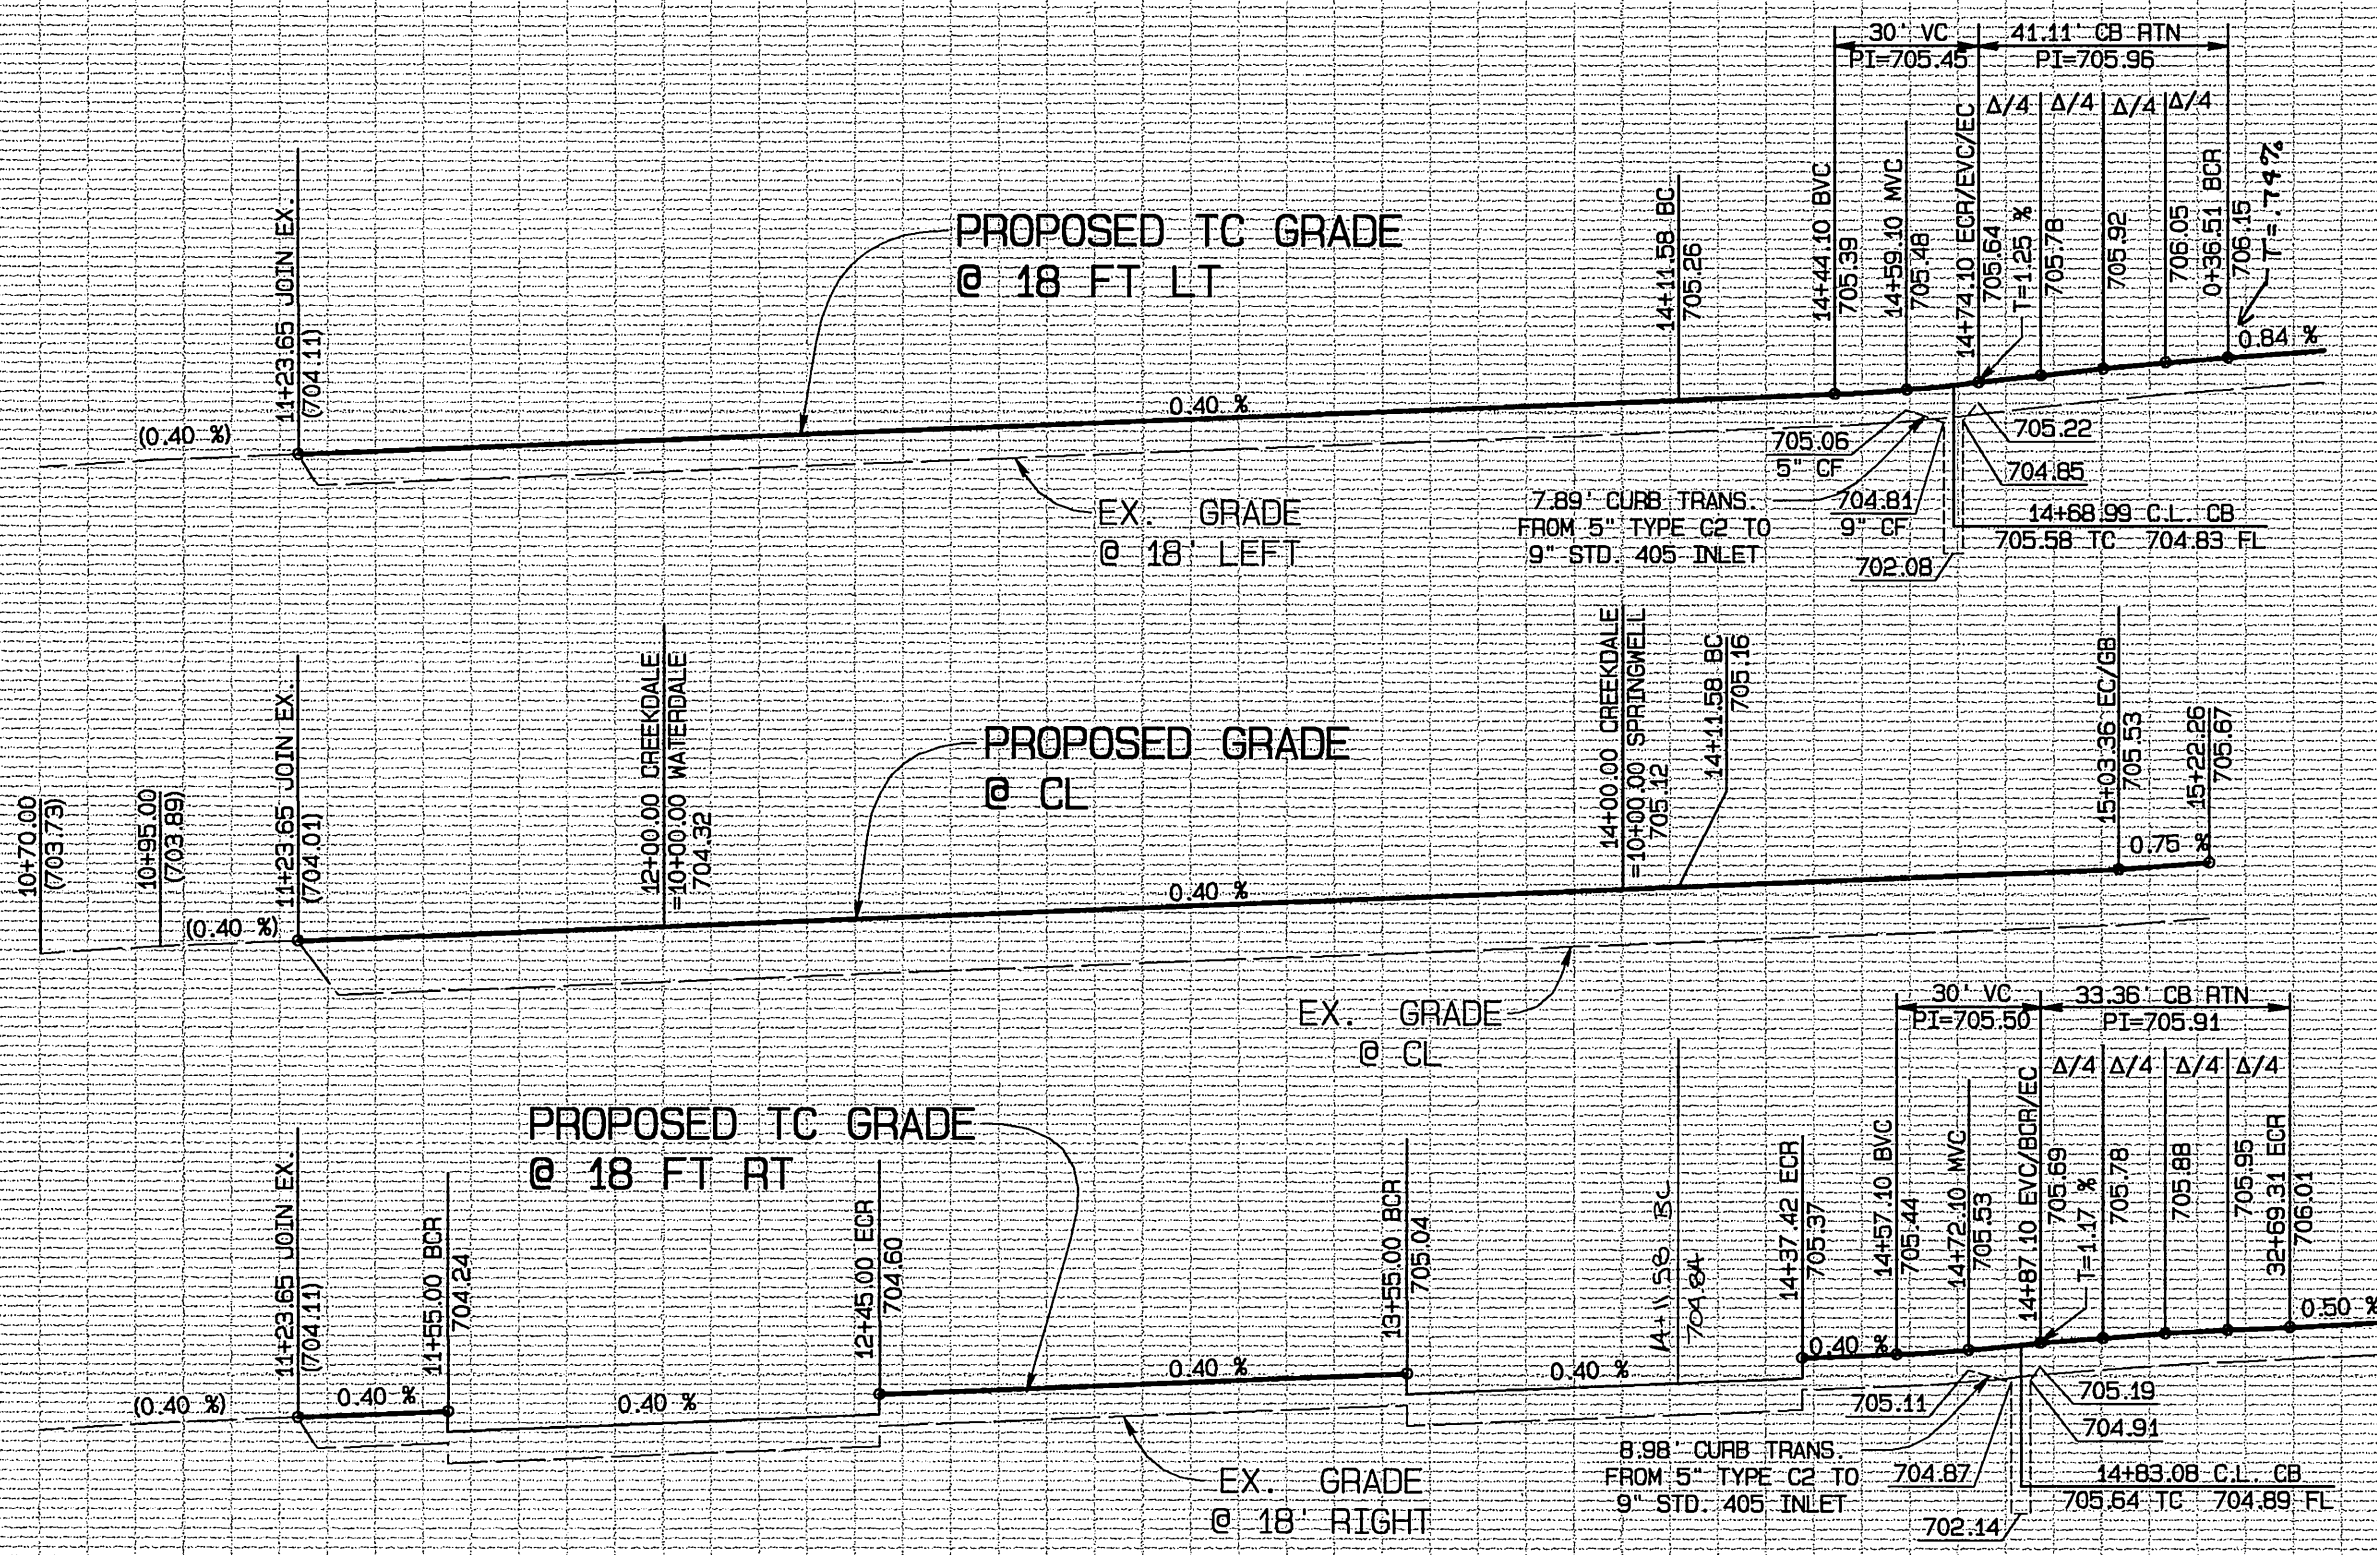 30' VC
PI=705.45
41.11' CB RTN
PI=705.96
Δ/4
Δ/4
Δ/4
Δ/4
11+23.65 JOIN EX.
(704.11)
(0.40 %)
PROPOSED TC GRADE
@ 18 FT LT
0.40 %
14+11.58 BC
705.26
14+44.10 BVC
705.39
14+59.10 MVC
705.48
14+74.10 ECR/EVC/EC
705.64
T=1.25 %
705.78
705.92
706.05
0+36.51 BCR
706.15
T=.74%
0.84 %
EX. GRADE
@ 18' LEFT
705.06
5" CF
7.89' CURB TRANS.
FROM 5" TYPE C2 TO
9" STD. 405 INLET
704.81
9" CF
702.08
705.22
704.85
14+68.99 C.L. CB
705.58 TC 704.83 FL
10+70.00
(703.73)
10+95.00
(703.89)
11+23.65 JOIN EX.
(704.01)
(0.40 %)
12+00.00 CREEKDALE
=10+00.00 WATERDALE
704.32
PROPOSED GRADE
@ CL
0.40 %
14+00.00 CREEKDALE
=10+00.00 SPRINGWELL
705.12
14+11.58 BC
705.16
15+03.36 EC/GB
705.53
15+22.26
705.67
0.75 %
EX. GRADE
@ CL
30' VC
PI=705.50
33.36' CB RTN
PI=705.91
Δ/4
Δ/4
Δ/4
Δ/4
PROPOSED TC GRADE
@ 18 FT RT
11+23.65 JOIN EX.
(704.11)
(0.40 %)
0.40 %
11+55.00 BCR
704.24
0.40 %
12+45.00 ECR
704.60
0.40 %
13+55.00 BCR
705.04
0.40 %
14+11.58 BC
704.84
14+37.42 ECR
705.37
0.40 %
14+57.10 BVC
705.44
14+72.10 MVC
705.53
14+87.10 EVC/BCR/EC
705.69
T=1.17 %
705.78
705.88
705.95
32+69.31 ECR
706.01
0.50 %
EX. GRADE
@ 18' RIGHT
705.11
8.98' CURB TRANS.
FROM 5" TYPE C2 TO
9" STD. 405 INLET
704.87
702.14
705.19
704.91
14+83.08 C.L. CB
705.64 TC 704.89 FL